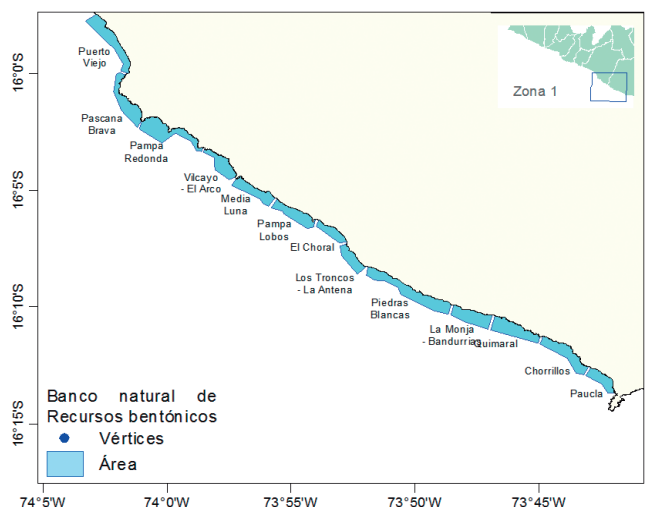 Zona 1
Puerto
Viejo
Pascana
Brava
Pampa
Redonda
Vilcayo
- El Arco
Media
Luna
Pampa
Lobos
El Choral
Los Troncos
- La Antena
Piedras
Blancas
La Monja
- Bandurrias
Quimaral
Chorrillos
Paucla
16°0'S
16°5'S
16°10'S
16°15'S
Banco natural de
Recursos bentónicos
Vértices
Área
74°5'W
74°0'W
73°55'W
73°50'W
73°45'W